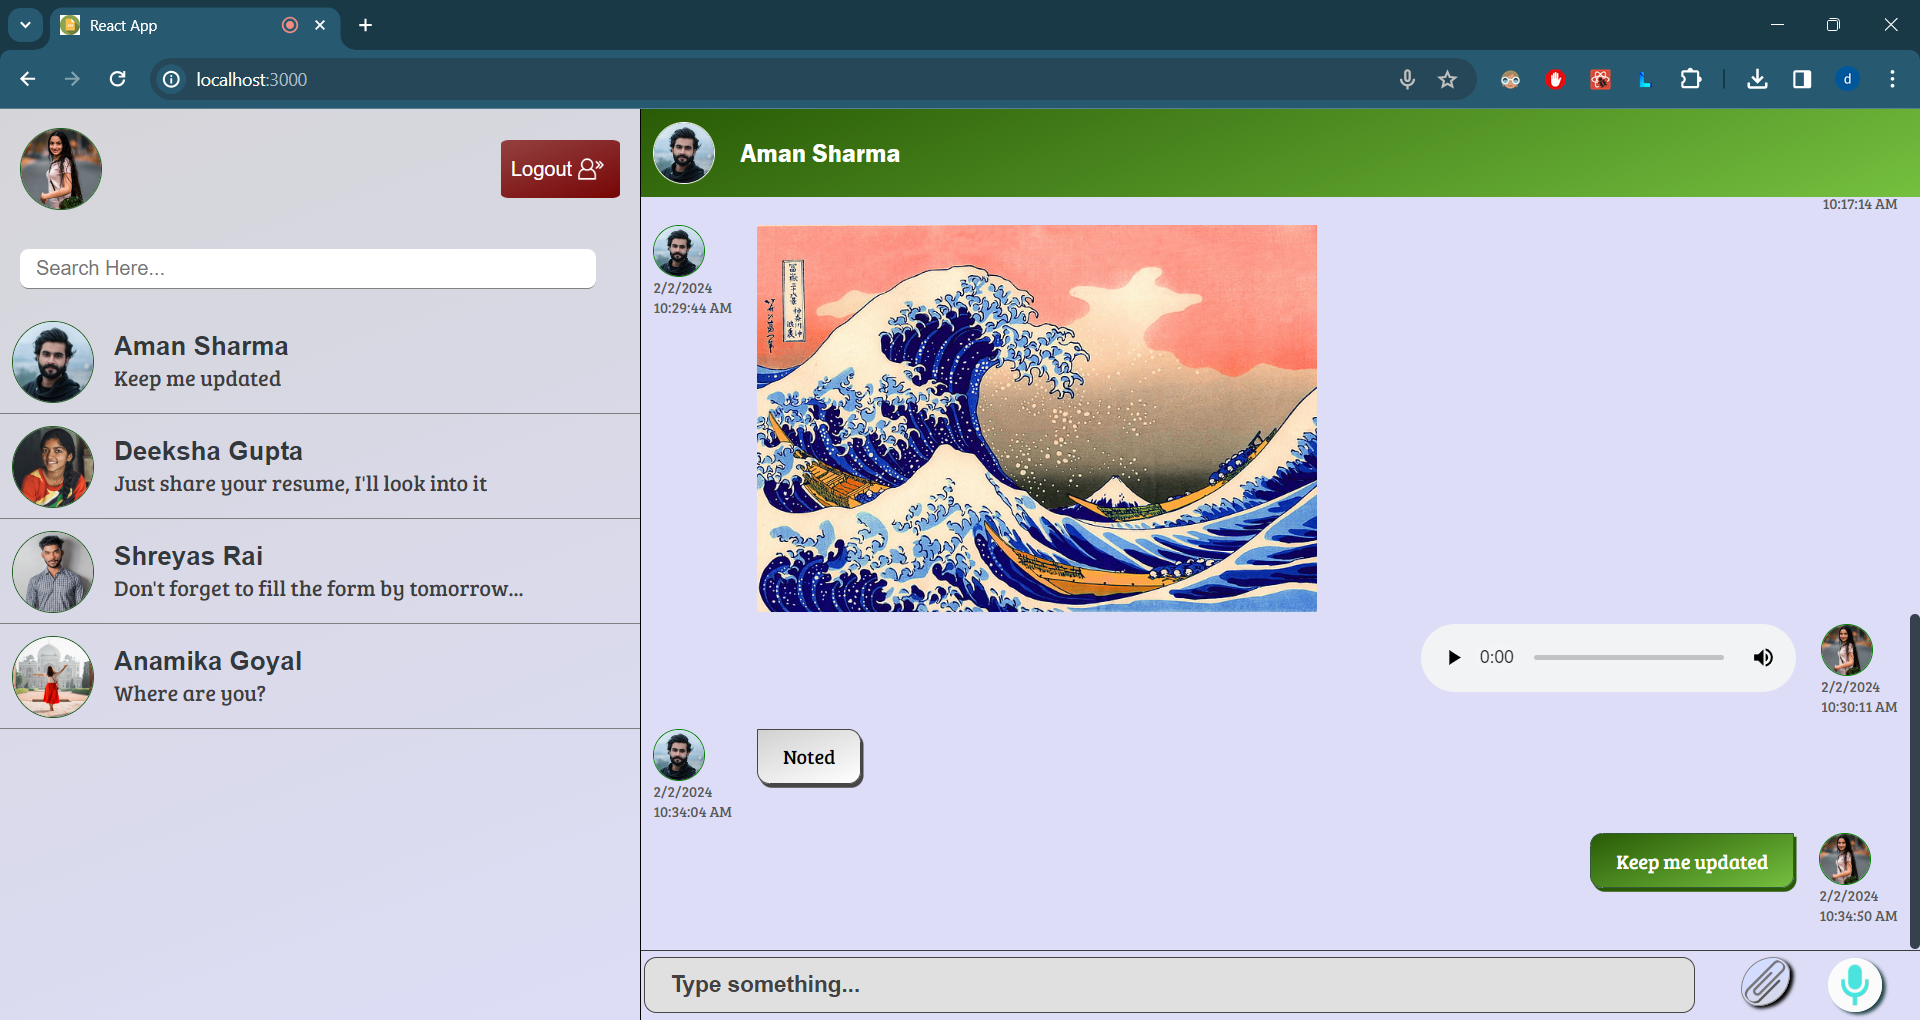 React App
localhost:3000
d
Logout
Search Here...
Aman Sharma
Keep me updated
Deeksha Gupta
Just share your resume, I'll look into it
Shreyas Rai
Don't forget to fill the form by tomorrow...
Anamika Goyal
Where are you?
Aman Sharma
10:17:14 AM
2/2/2024
10:29:44 AM
0:00
2/2/2024
10:30:11 AM
Noted
2/2/2024
10:34:04 AM
Keep me updated
2/2/2024
10:34:50 AM
Type something...